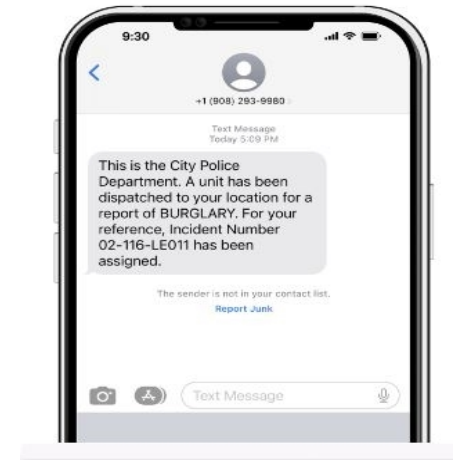 9:30
+1 (908) 293-9980
Text Message
Today 5:09 PM
This is the City Police
Department. A unit has been
dispatched to your location for a
report of BURGLARY. For your
reference, Incident Number
02-116-LE011 has been
assigned.
The sender is not in your contact list.
Report Junk
Text Message